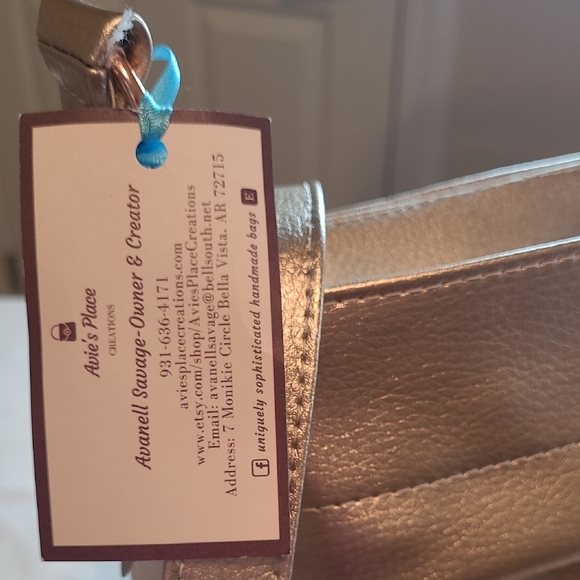 Avie's Place
CREATIONS
Avanell Savage-Owner & Creator
931-636-4171
aviesplacecreations.com
www.etsy.com/shop/AviesPlaceCreations
Email: avanellsavage@bellsouth.net
Address: 7 Monikie Circle Bella Vista. AR 72715
f uniquely sophisticated handmade bags E